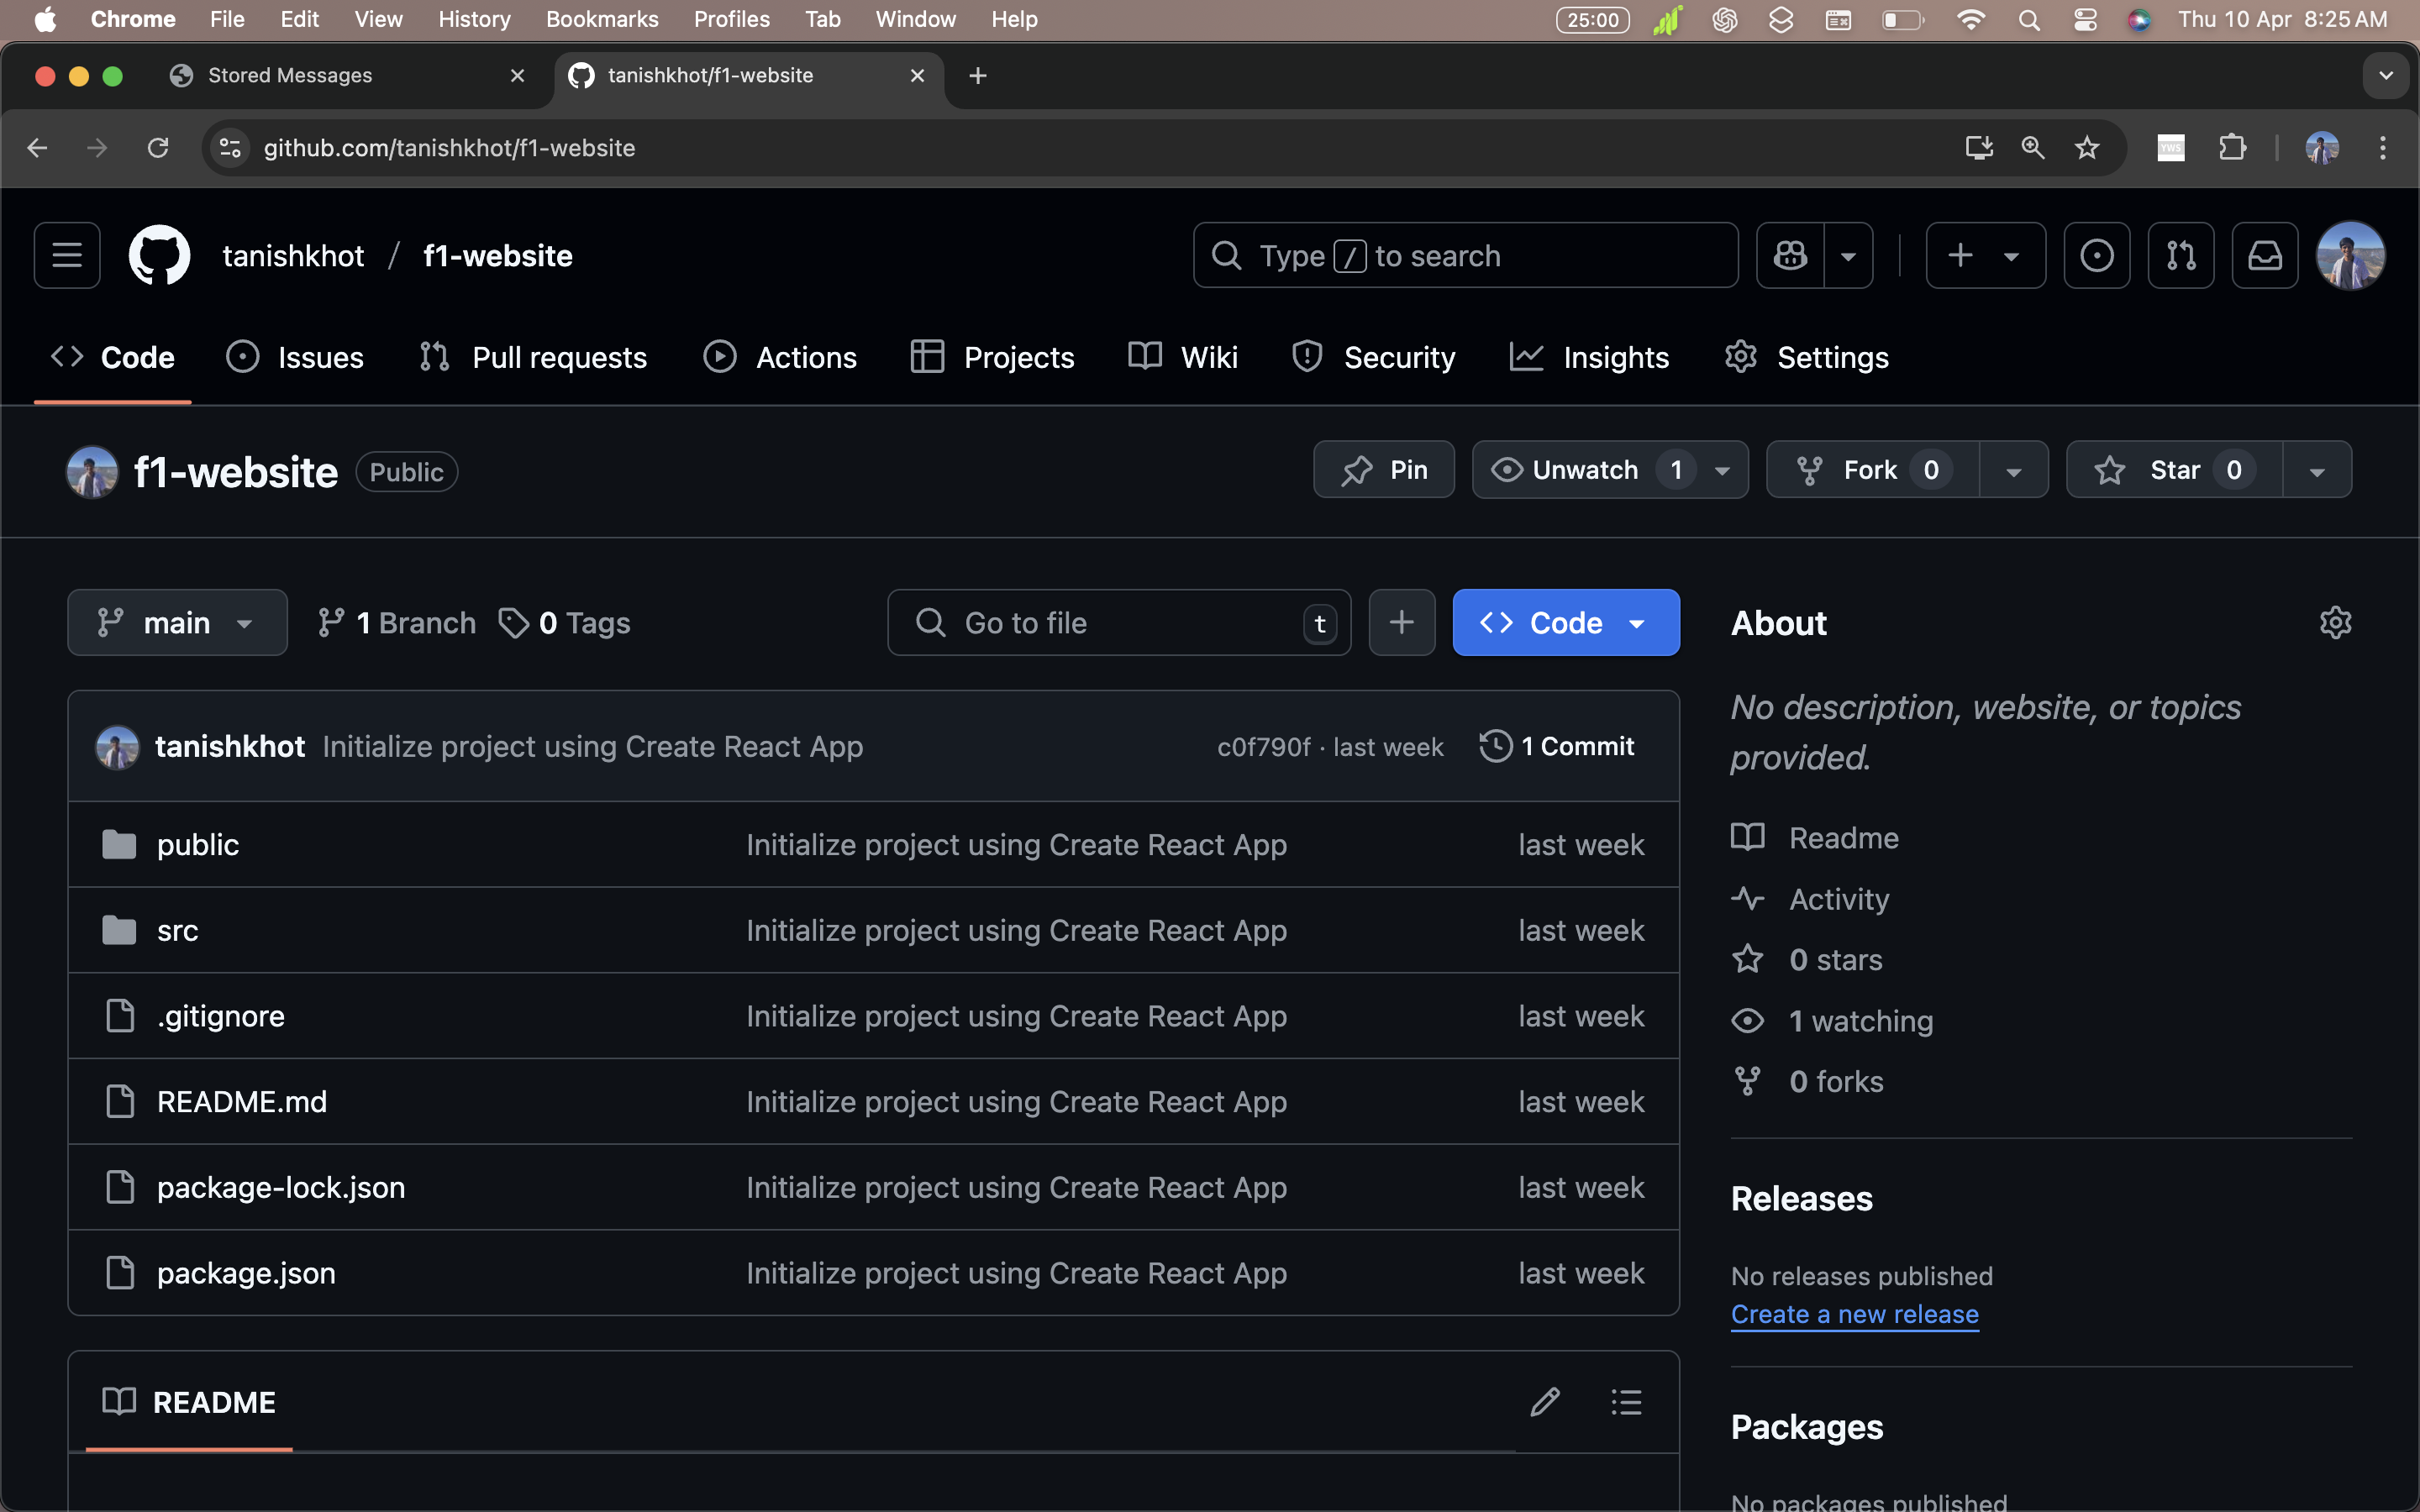 Chrome File Edit View History Bookmarks Profiles Tab Window Help 25:00 Thu 10 Apr 8:25 AM
Stored Messages tanishkhot/f1-website
github.com/tanishkhot/f1-website YWS
tanishkhot / f1-website Type / to search
Code Issues Pull requests Actions Projects Wiki Security Insights Settings
f1-website Public Pin Unwatch 1 Fork 0 Star 0
main 1 Branch 0 Tags Go to file t Code
tanishkhot Initialize project using Create React App c0f790f · last week 1 Commit
public Initialize project using Create React App last week
src Initialize project using Create React App last week
.gitignore Initialize project using Create React App last week
README.md Initialize project using Create React App last week
package-lock.json Initialize project using Create React App last week
package.json Initialize project using Create React App last week
README
About
No description, website, or topics
provided.
Readme
Activity
0 stars
1 watching
0 forks
Releases
No releases published
Create a new release
Packages
No packages published